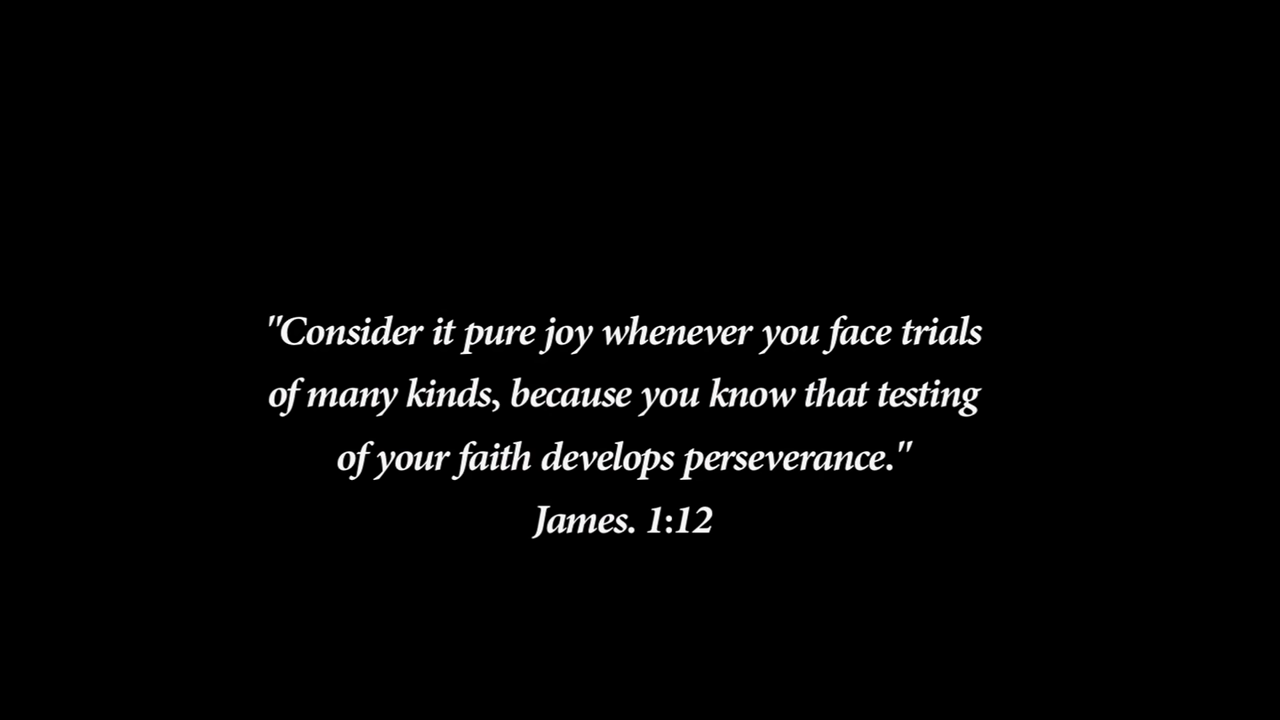 "Consider it pure joy whenever you face trials
of many kinds, because you know that testing
of your faith develops perseverance."
James. 1:12